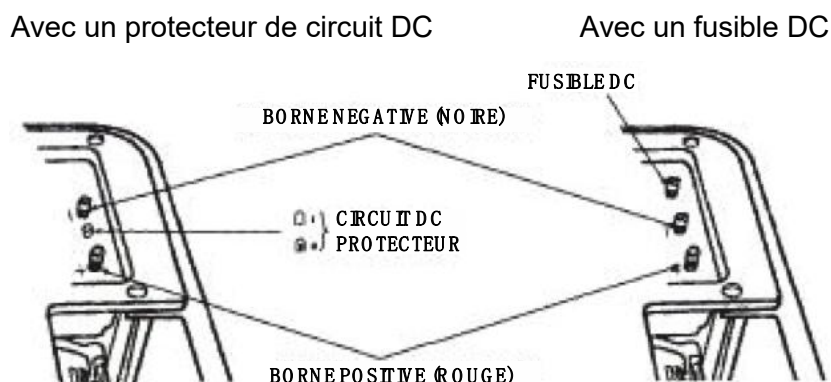 Avec un protecteur de circuit DC
Avec un fusible DC
FUSIBLE DC
BORNE NEGATIVE (NOIRE)
CIRCUIT DC
PROTECTEUR
BORNE POSITIVE (ROUGE)